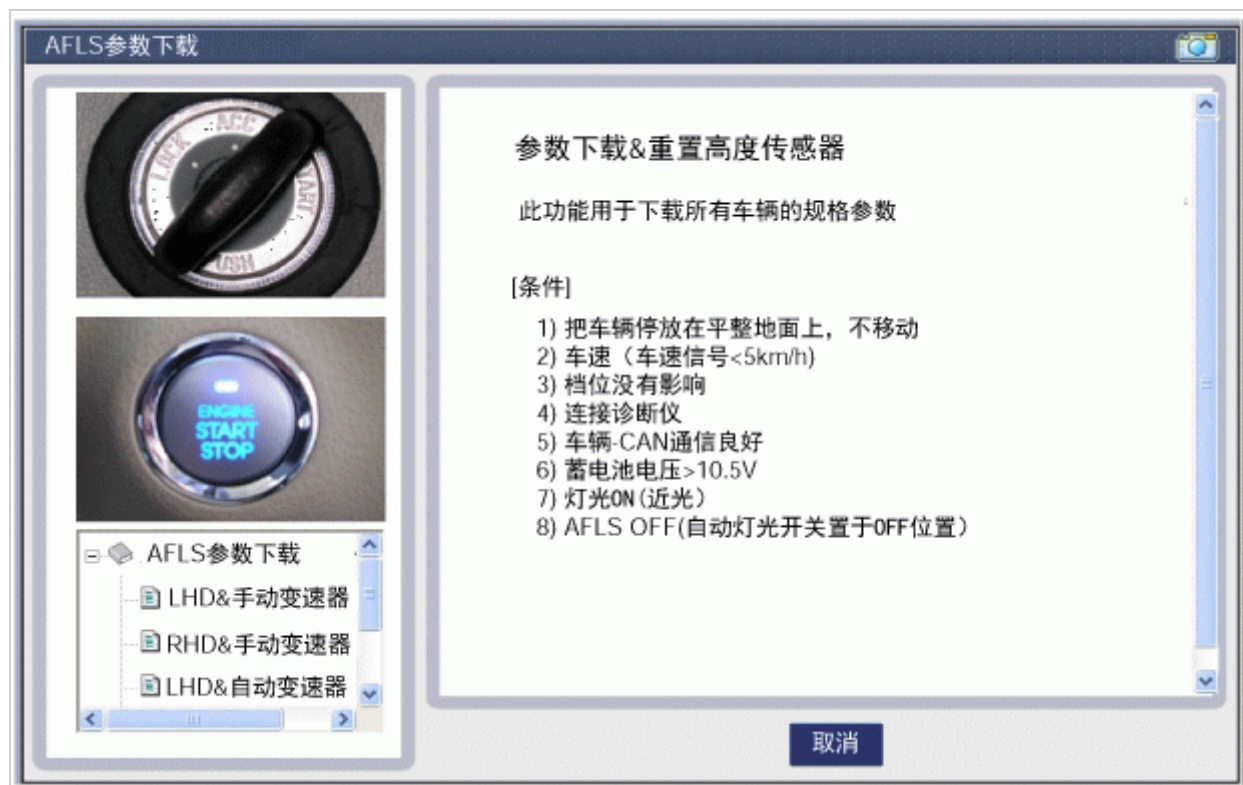 AFLS参数下载
LOCK
ACC
START
PUSH
ENGINE
START
STOP
AFLS参数下载
LHD&手动变速器
RHD&手动变速器
LHD&自动变速器
参数下载&重置高度传感器
此功能用于下载所有车辆的规格参数
[条件]
1) 把车辆停放在平整地面上，不移动
2) 车速（车速信号<5km/h)
3) 档位没有影响
4) 连接诊断仪
5) 车辆-CAN通信良好
6) 蓄电池电压>10.5V
7) 灯光ON(近光）
8) AFLS OFF(自动灯光开关置于OFF位置）
取消